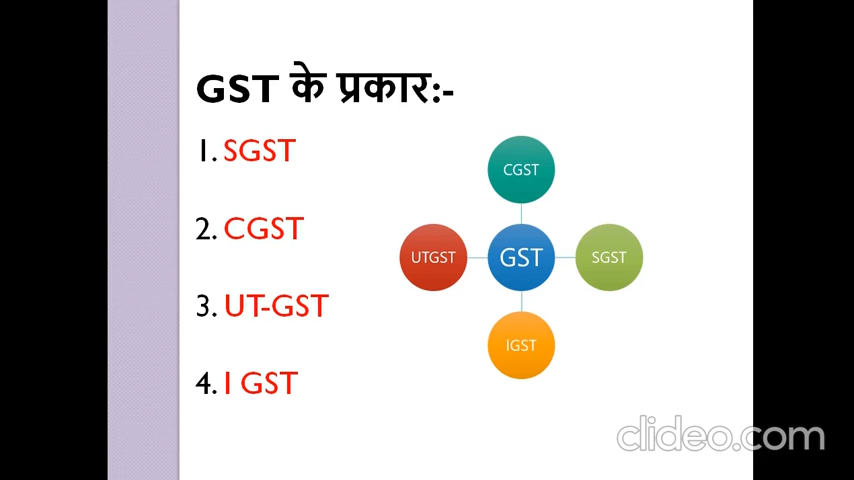 GST के प्रकार:-
1. SGST
2. CGST
3. UT-GST
4. I GST
CGST
UTGST
GST
SGST
IGST
clideo.com